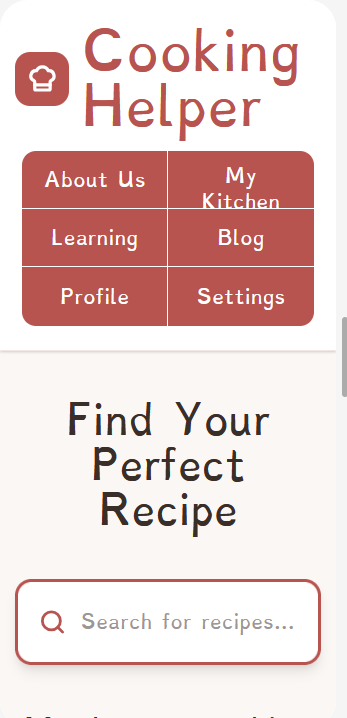 Cooking
Helper
About Us
My
Kitchen
Learning
Blog
Profile
Settings
Find Your
Perfect
Recipe
Search for recipes...